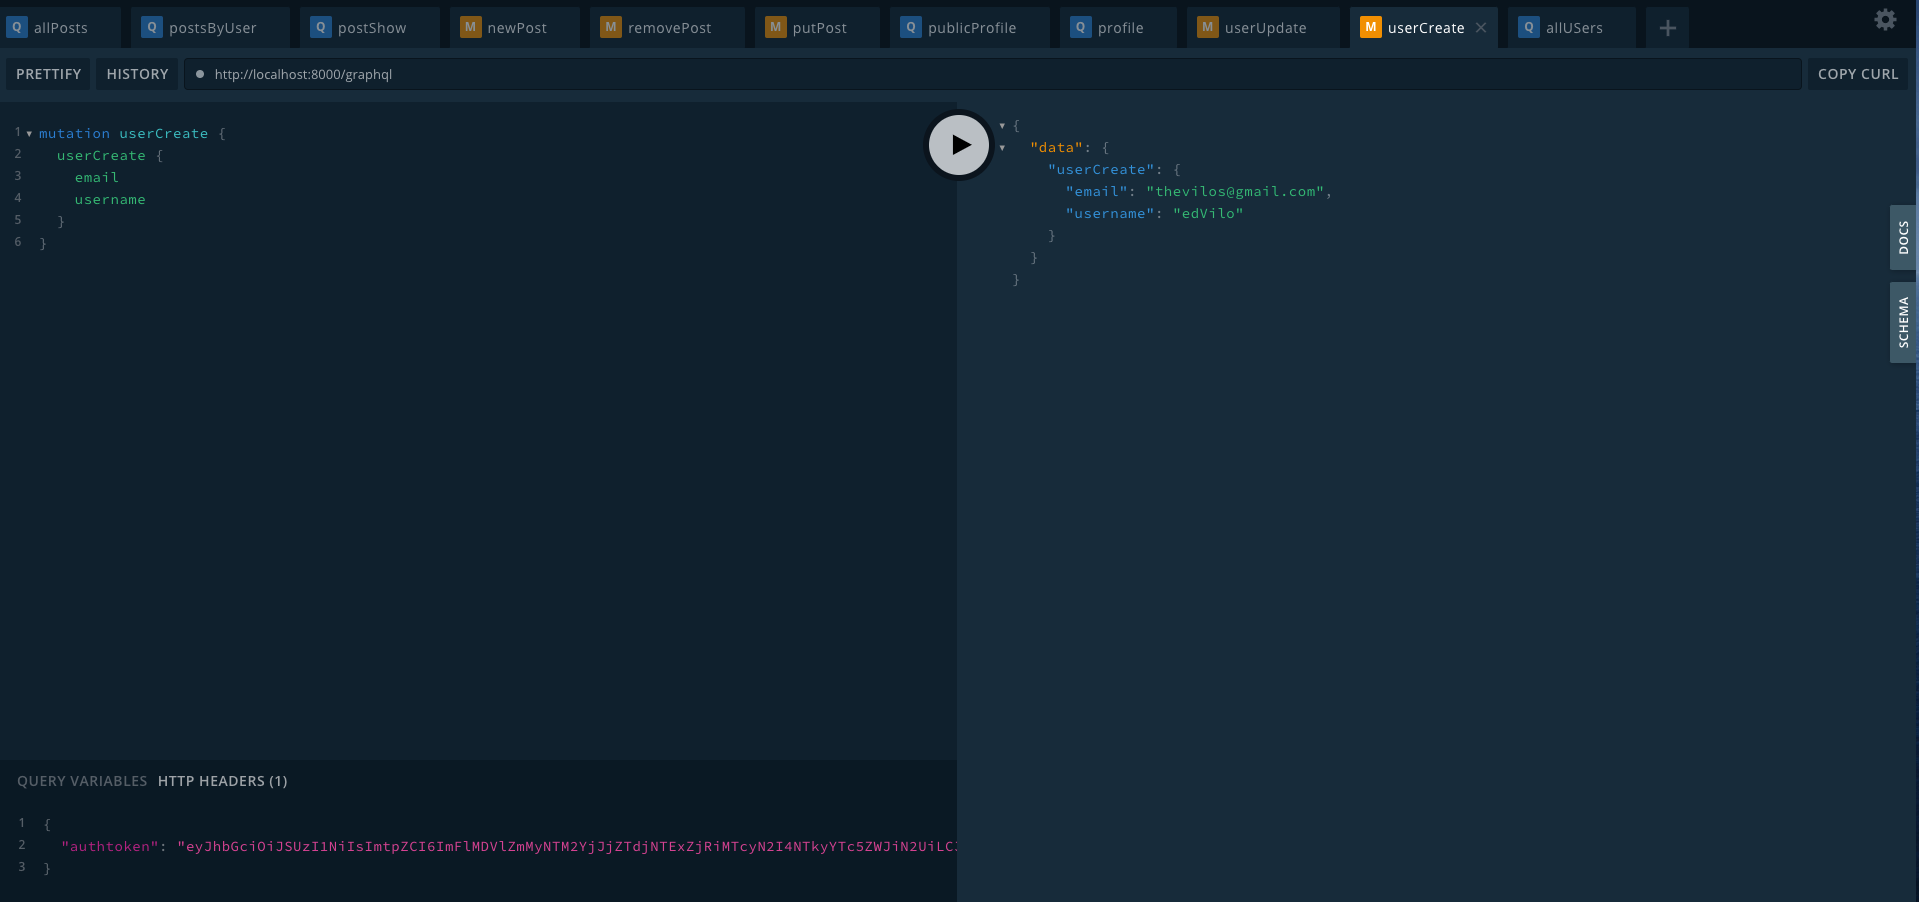 Q allPosts Q postsByUser Q postShow M newPost M removePost M putPost Q publicProfile Q profile M userUpdate M userCreate Q allUSers
PRETTIFY HISTORY http://localhost:8000/graphql COPY CURL
1 mutation userCreate {
2 userCreate {
3 email
4 username
5 }
6 }
{
"data": {
"userCreate": {
"email": "thevilos@gmail.com",
"username": "edVilo"
}
}
}
DOCS
SCHEMA
QUERY VARIABLES HTTP HEADERS (1)
1 {
2 "authtoken": "eyJhbGciOiJSUzI1NiIsImtpZCI6ImFlMDVlZmMyNTM2YjJjZTdjNTExZjRiMTcyN2I4NTkyYTc5ZWJiN2UiLC
3 }